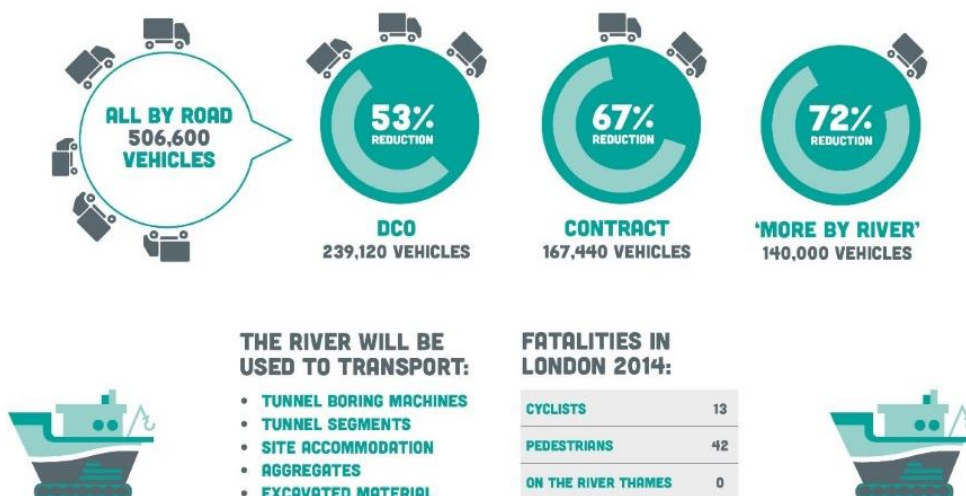 ALL BY ROAD
506,600
VEHICLES
53%
REDUCTION
DCO
239,120 VEHICLES
67%
REDUCTION
CONTRACT
167,440 VEHICLES
72%
REDUCTION
'MORE BY RIVER'
140,000 VEHICLES
THE RIVER WILL BE
USED TO TRANSPORT:
• TUNNEL BORING MACHINES
• TUNNEL SEGMENTS
• SITE ACCOMMODATION
• AGGREGATES
• EXCAVATED MATERIAL
FATALITIES IN
LONDON 2014:
CYCLISTS 13
PEDESTRIANS 42
ON THE RIVER THAMES 0